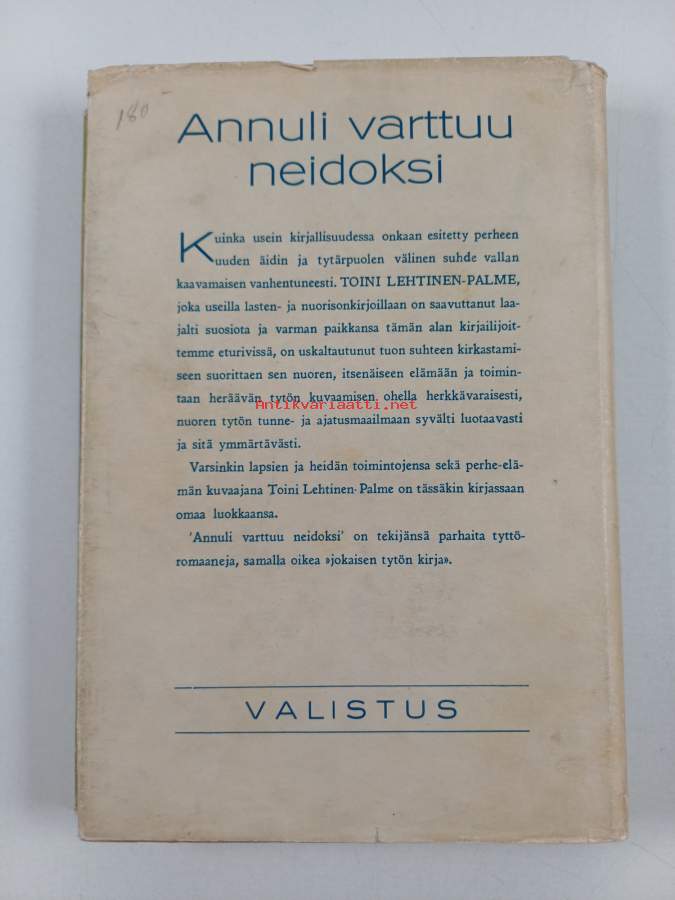 180
Annuli varttuu
neidoksi
Kuinka usein kirjallisuudessa onkaan esitetty perheen
uuden äidin ja tytärpuolen välinen suhde vallan
kaavamaisen vanhentuneesti. TOINI LEHTINEN-PALME,
joka useilla lasten- ja nuorisonkirjoillaan on saavuttanut laa-
jalti suosiota ja varman paikkansa tämän alan kirjailijoit-
temme eturivissä, on uskaltautunut tuon suhteen kirkastami-
seen suorittaen sen nuoren, itsenäiseen elämään ja toimin-
taan heräävän tytön kuvaamisen ohella herkkävaraisesti,
Antikvariaatti.net
nuoren tytön tunne- ja ajatusmaailmaan syvälti luotaavasti
ja sitä ymmärtävästi.
Varsinkin lapsien ja heidän toimintojensa sekä perhe-elä-
män kuvaajana Toini Lehtinen-Palme on tässäkin kirjassaan
omaa luokkaansa.
'Annuli varttuu neidoksi' on tekijänsä parhaita tyttö-
romaaneja, samalla oikea »jokaisen tytön kirja».
VALISTUS